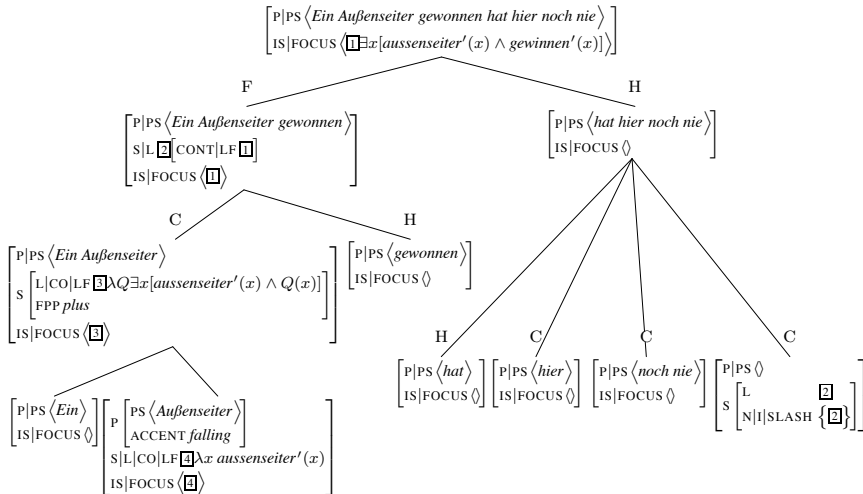 P|PS ⟨Ein Außenseiter gewonnen hat hier noch nie⟩
IS|FOCUS ⟨1∃x[aussenseiter′(x) ∧ gewinnen′(x)]⟩
F H
P|PS ⟨Ein Außenseiter gewonnen⟩
S|L 2[CONT|LF 1]
IS|FOCUS ⟨1⟩
P|PS ⟨hat hier noch nie⟩
IS|FOCUS ⟨⟩
C H
P|PS ⟨Ein Außenseiter⟩
S [L|CO|LF 3λQ∃x[aussenseiter′(x) ∧ Q(x)]
FPP plus]
IS|FOCUS ⟨3⟩
P|PS ⟨gewonnen⟩
IS|FOCUS ⟨⟩
H C C C
P|PS ⟨hat⟩
IS|FOCUS ⟨⟩
P|PS ⟨hier⟩
IS|FOCUS ⟨⟩
P|PS ⟨noch nie⟩
IS|FOCUS ⟨⟩
P|PS ⟨⟩
S [L 2
N|I|SLASH {2}]
P|PS ⟨Ein⟩
IS|FOCUS ⟨⟩
P [PS ⟨Außenseiter⟩
ACCENT falling]
S|L|CO|LF 4λx aussenseiter′(x)
IS|FOCUS ⟨4⟩